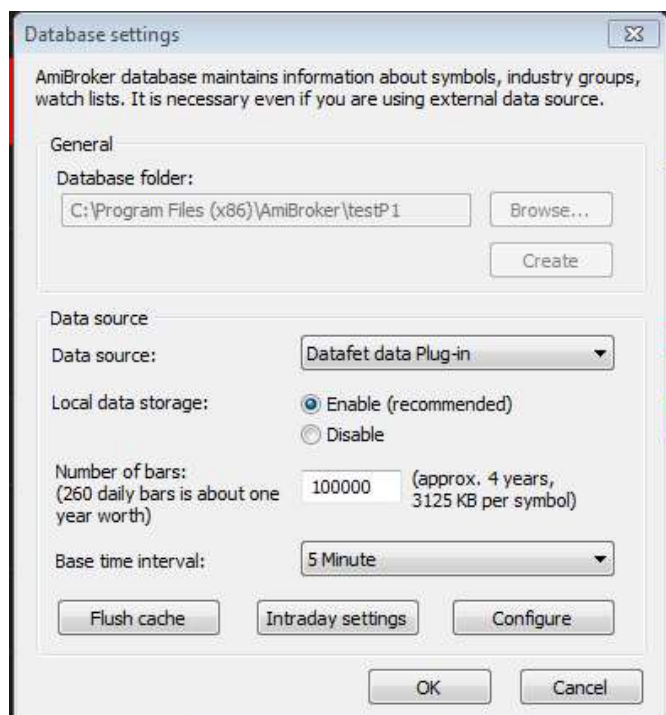 Database settings
AmiBroker database maintains information about symbols, industry groups,
watch lists. It is necessary even if you are using external data source.
General
Database folder:
C:\Program Files (x86)\AmiBroker\testP1
Browse...
Create
Data source
Data source:
Datafet data Plug-in
Local data storage:
Enable (recommended)
Disable
Number of bars:
(260 daily bars is about one
year worth)
100000
(approx. 4 years,
3125 KB per symbol)
Base time interval:
5 Minute
Flush cache
Intraday settings
Configure
OK
Cancel